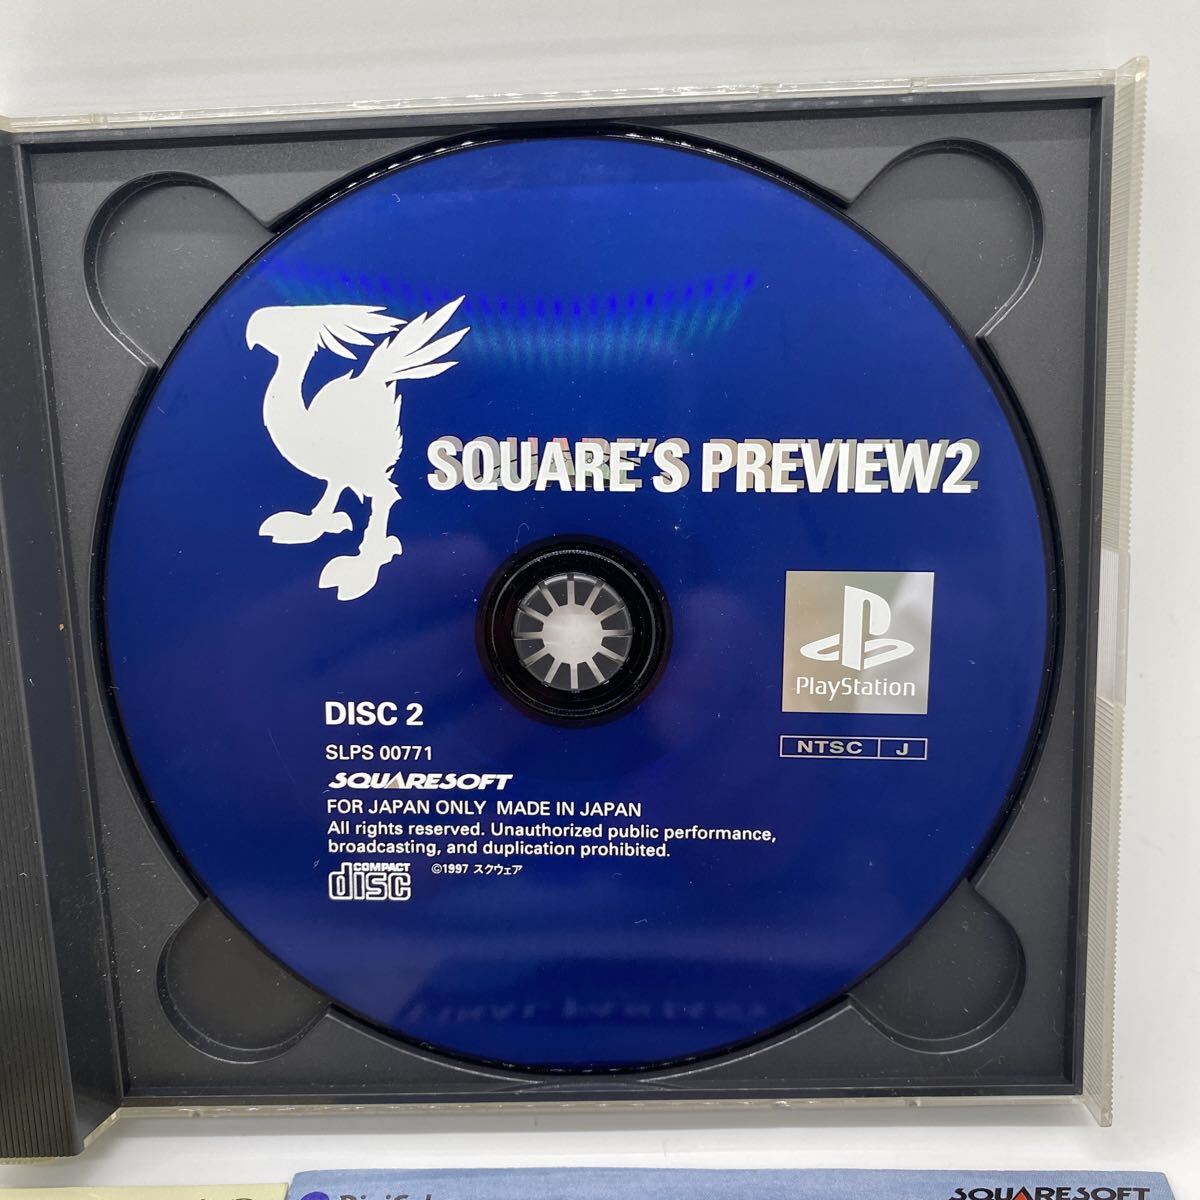 SQUARE'S PREVIEW2
PlayStation
NTSC J
DISC 2
SLPS 00771
SQUARESOFT
FOR JAPAN ONLY MADE IN JAPAN
All rights reserved. Unauthorized public performance,
broadcasting, and duplication prohibited.
COMPACT
disc
©1997 スクウェア
SQUARESOFT